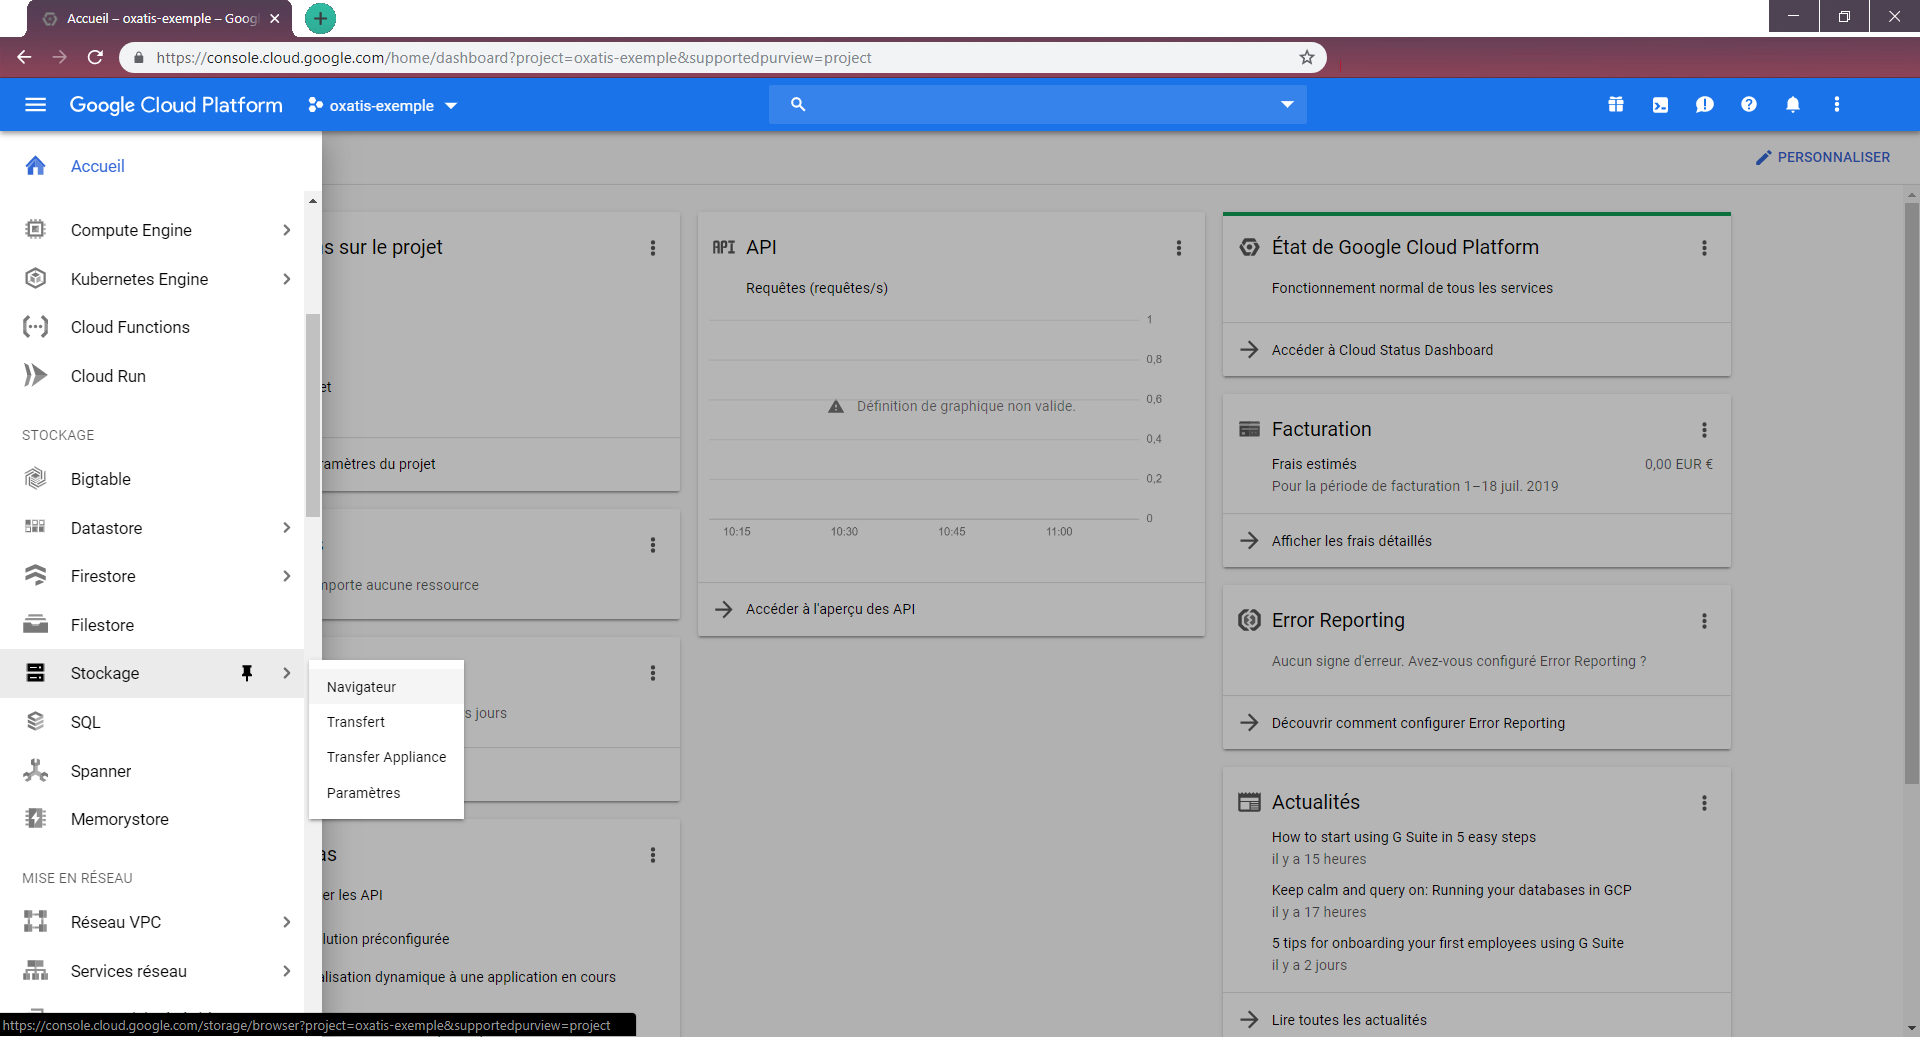 Accueil – oxatis-exemple – Goog
https://console.cloud.google.com/home/dashboard?project=oxatis-exemple&supportedpurview=project
Google Cloud Platform
oxatis-exemple
PERSONNALISER
Accueil
Compute Engine
Kubernetes Engine
Cloud Functions
Cloud Run
STOCKAGE
Bigtable
Datastore
Firestore
Filestore
Stockage
SQL
Spanner
Memorystore
MISE EN RÉSEAU
Réseau VPC
Services réseau
Navigateur
Transfert
Transfer Appliance
Paramètres
s sur le projet
et
ramètres du projet
s
mporte aucune ressource
s jours
as
er les API
lution préconfigurée
alisation dynamique à une application en cours
API API
Requêtes (requêtes/s)
1
0,8
0,6
Définition de graphique non valide.
0,4
0,2
0
10:15 10:30 10:45 11:00
Accéder à l'aperçu des API
État de Google Cloud Platform
Fonctionnement normal de tous les services
Accéder à Cloud Status Dashboard
Facturation
Frais estimés 0,00 EUR €
Pour la période de facturation 1–18 juil. 2019
Afficher les frais détaillés
Error Reporting
Aucun signe d'erreur. Avez-vous configuré Error Reporting ?
Découvrir comment configurer Error Reporting
Actualités
How to start using G Suite in 5 easy steps
il y a 15 heures
Keep calm and query on: Running your databases in GCP
il y a 17 heures
5 tips for onboarding your first employees using G Suite
il y a 2 jours
Lire toutes les actualités
https://console.cloud.google.com/storage/browser?project=oxatis-exemple&supportedpurview=project